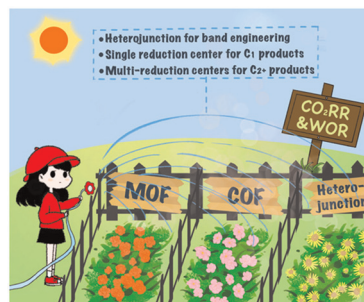 •Heterojunction for band engineering
•Single reduction center for C₁ products
•Multi-reduction centers for C₂₊ products
CO₂RR
&WOR
MOF
COF
Hetero-
junction